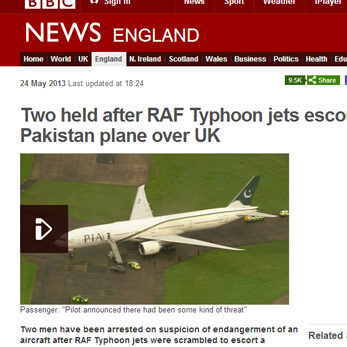 BBC Sign in News Sport Weather iPlayer
NEWS ENGLAND
Home World UK England N. Ireland Scotland Wales Business Politics Health Edu
24 May 2013 Last updated at 18:24
9.5K Share
Two held after RAF Typhoon jets escor
Pakistan plane over UK
PIA
Passenger: "Pilot announced there had been some kind of threat"
Two men have been arrested on suspicion of endangerment of an
aircraft after RAF Typhoon jets were scrambled to escort a
Related